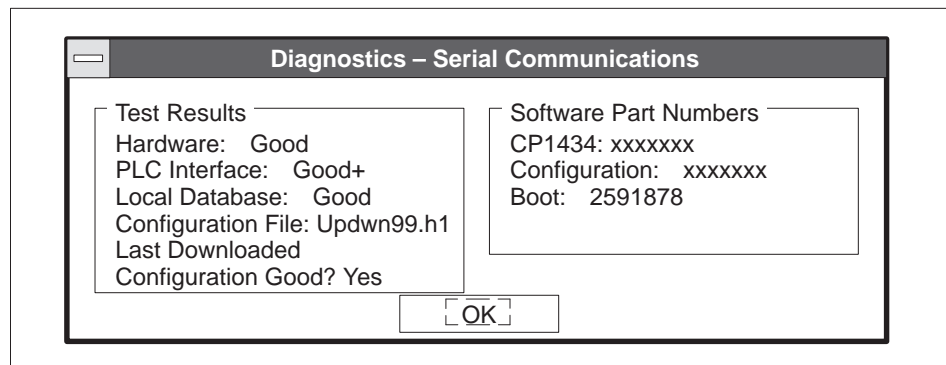 Diagnostics – Serial Communications
Test Results
Hardware: Good
PLC Interface: Good+
Local Database: Good
Configuration File: Updwn99.h1
Last Downloaded
Configuration Good? Yes
Software Part Numbers
CP1434: xxxxxxx
Configuration: xxxxxxx
Boot: 2591878
OK